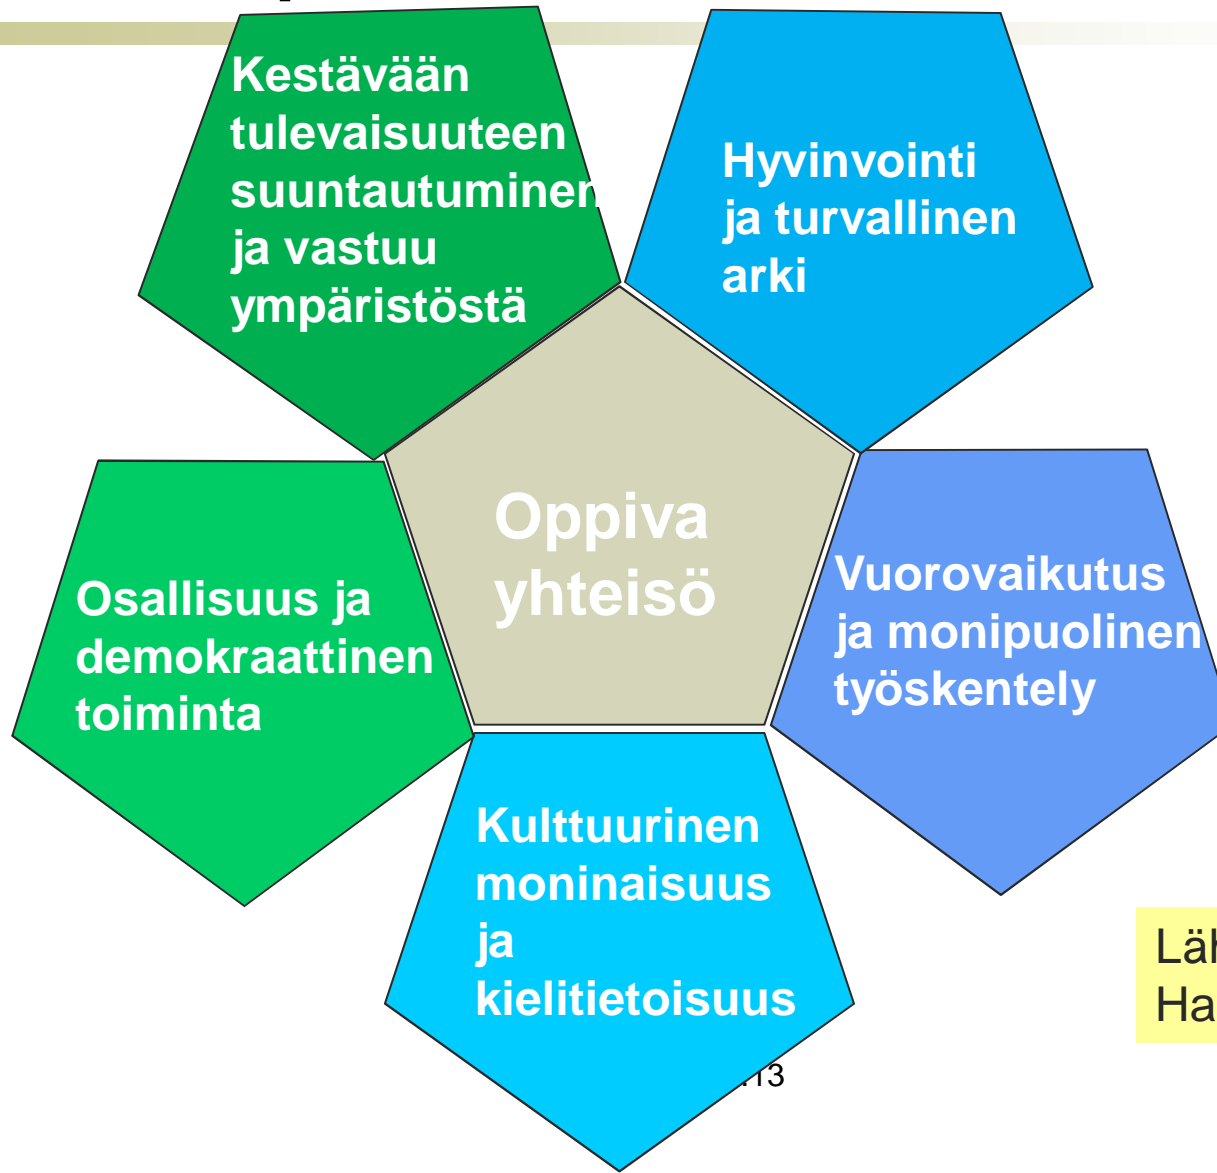 Kestävään
tulevaisuuteen
suuntautuminen
ja vastuu
ympäristöstä
Hyvinvointi
ja turvallinen
arki
Oppiva
yhteisö
Osallisuus ja
demokraattinen
toiminta
Vuorovaikutus
ja monipuolinen
työskentely
Kulttuurinen
moninaisuus
ja
kielitietoisuus